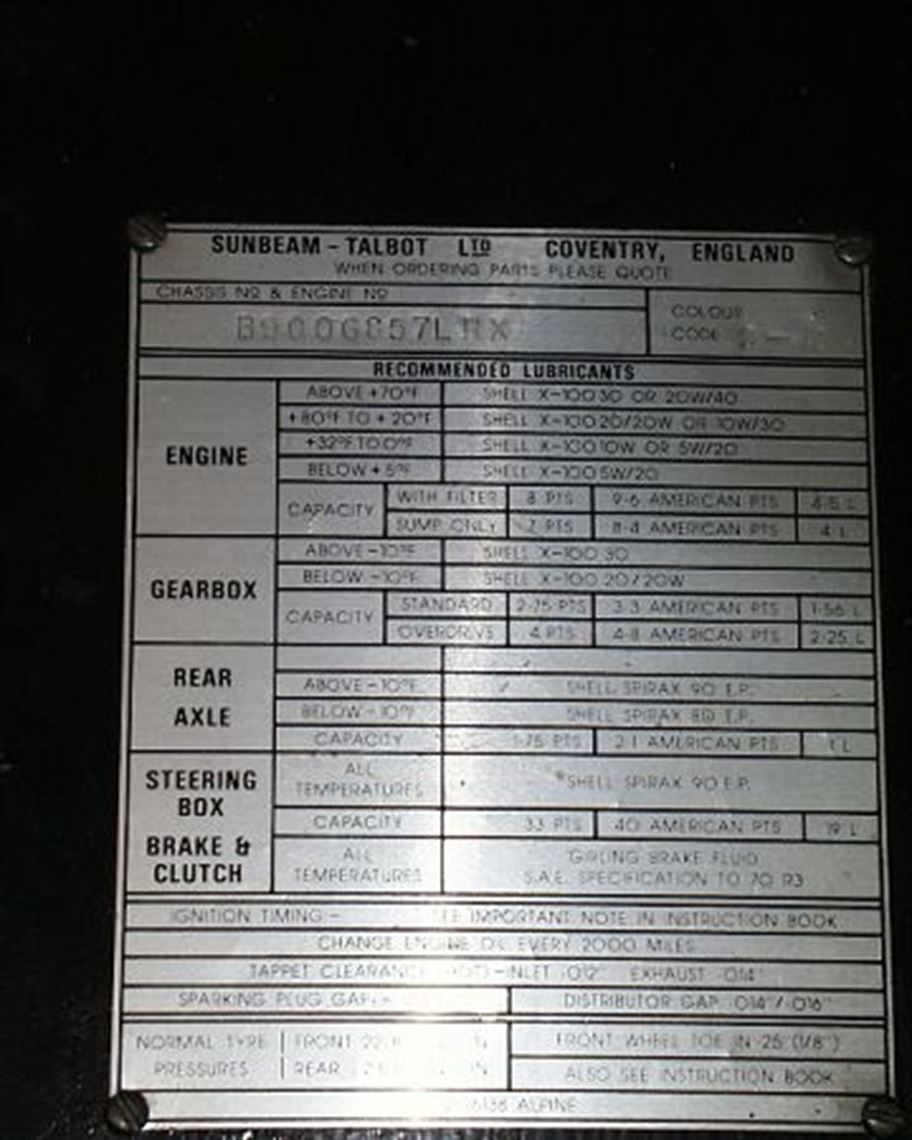 SUNBEAM - TALBOT LTD COVENTRY, ENGLAND
WHEN ORDERING PARTS PLEASE QUOTE
CHASSIS NO & ENGINE NO
COLOUR
CODE
RECOMMENDED LUBRICANTS
ENGINE
ABOVE +70°F SHELL X-100 30 OR 20W/40
+80°F TO +20°F SHELL X-100 20/20W OR 10W/30
+32°F TO 0°F SHELL X-100 10W OR 5W/20
BELOW +5°F SHELL X-100 5W/20
CAPACITY
WITH FILTER 8 PTS 9·6 AMERICAN PTS 4·5 L
SUMP ONLY PTS 8·4 AMERICAN PTS 4 L
GEARBOX
ABOVE -10°F SHELL X-100 30
BELOW -10°F SHELL X-100 20/20W
CAPACITY
STANDARD 2·75 PTS 3·3 AMERICAN PTS 1·56 L
OVERDRIVE 4 PTS 4·8 AMERICAN PTS 2·25 L
REAR
AXLE
ABOVE -10°F SHELL SPIRAX 90 E.P.
BELOW -10°F SHELL SPIRAX 80 E.P.
CAPACITY 1·75 PTS 2·1 AMERICAN PTS 1 L
STEERING
BOX
ALL
TEMPERATURES SHELL SPIRAX 90 E.P.
CAPACITY ·33 PTS ·40 AMERICAN PTS ·19 L
BRAKE &
CLUTCH
ALL
TEMPERATURES
GIRLING BRAKE FLUID
S.A.E. SPECIFICATION TO 70 R3
IGNITION TIMING - IMPORTANT NOTE IN INSTRUCTION BOOK
CHANGE ENGINE OIL EVERY 2000 MILES
TAPPET CLEARANCE -INLET ·012" EXHAUST ·014"
SPARKING PLUG GAP:- DISTRIBUTOR GAP ·014"/·016"
NORMAL TYRE
PRESSURES
FRONT
REAR
FRONT WHEEL TOE IN ·25 (1/8")
ALSO SEE INSTRUCTION BOOK
ALPINE